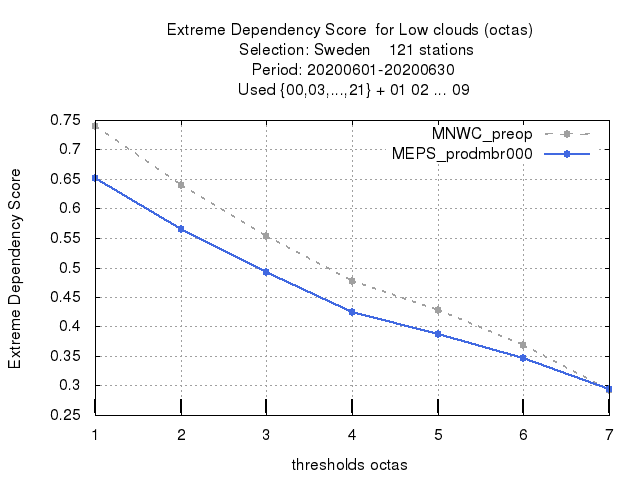 Extreme Dependency Score  for Low clouds (octas)
Selection: Sweden    121 stations
Period: 20200601-20200630
Used {00,03,...,21} + 01 02 ... 09
MNWC_preop
MEPS_prodmbr000
Extreme Dependency Score
0.75
0.7
0.65
0.6
0.55
0.5
0.45
0.4
0.35
0.3
0.25
1 2 3 4 5 6 7
thresholds octas